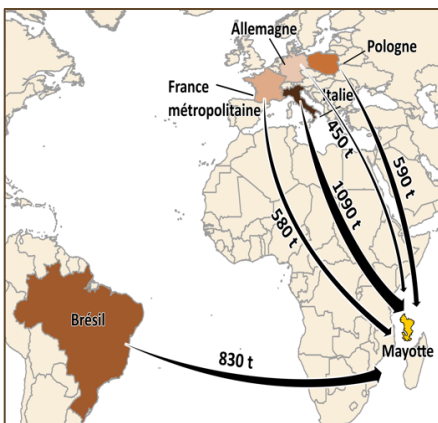 Allemagne
Pologne
France
métropolitaine
Italie
450 t
590 t
1090 t
580 t
Brésil
Mayotte
830 t